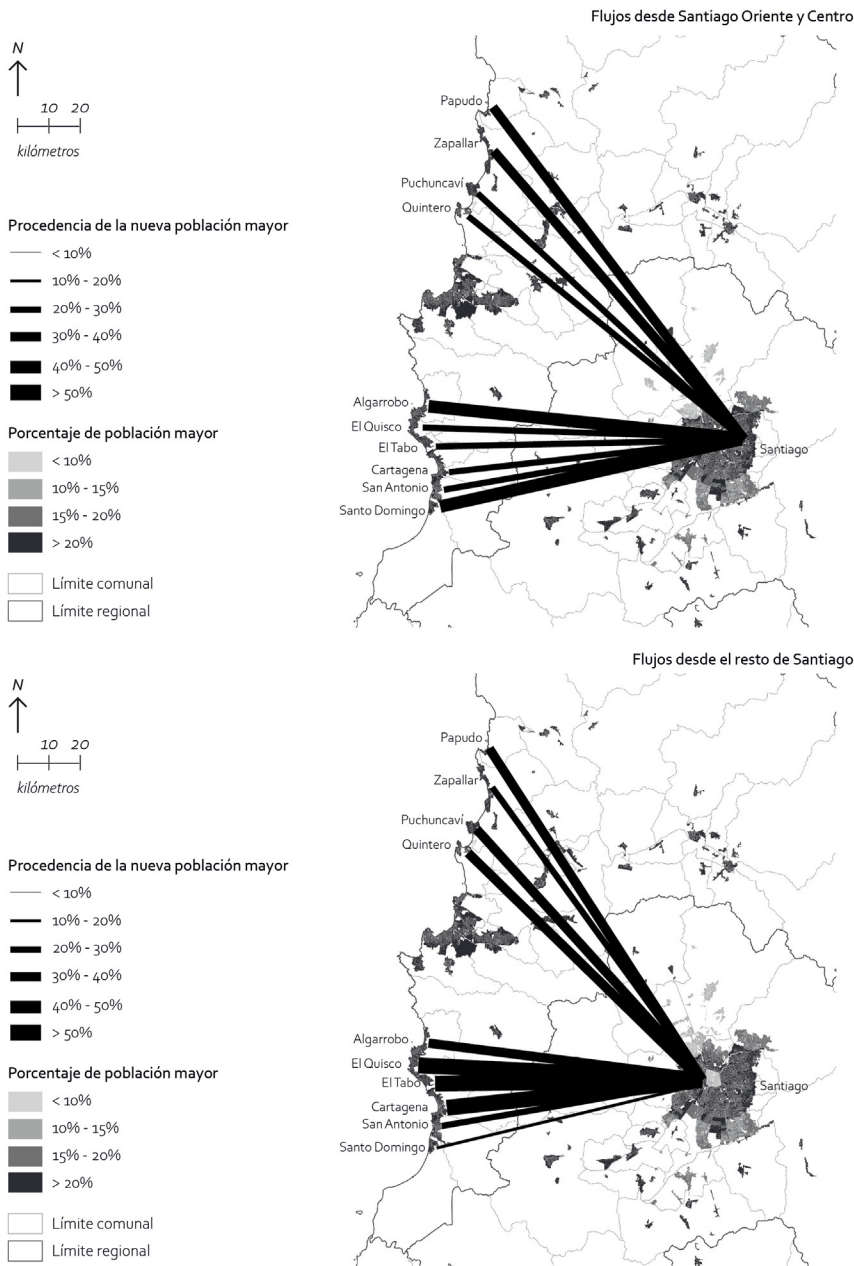 Flujos desde Santiago Oriente y Centro
N
10 20
kilómetros
Procedencia de la nueva población mayor
< 10%
10% - 20%
20% - 30%
30% - 40%
40% - 50%
> 50%
Porcentaje de población mayor
< 10%
10% - 15%
15% - 20%
> 20%
Límite comunal
Límite regional
Papudo
Zapallar
Puchuncaví
Quintero
Algarrobo
El Quisco
El Tabo
Cartagena
San Antonio
Santo Domingo
Santiago
Flujos desde el resto de Santiago
N
10 20
kilómetros
Procedencia de la nueva población mayor
< 10%
10% - 20%
20% - 30%
30% - 40%
40% - 50%
> 50%
Porcentaje de población mayor
< 10%
10% - 15%
15% - 20%
> 20%
Límite comunal
Límite regional
Papudo
Zapallar
Puchuncaví
Quintero
Algarrobo
El Quisco
El Tabo
Cartagena
San Antonio
Santo Domingo
Santiago